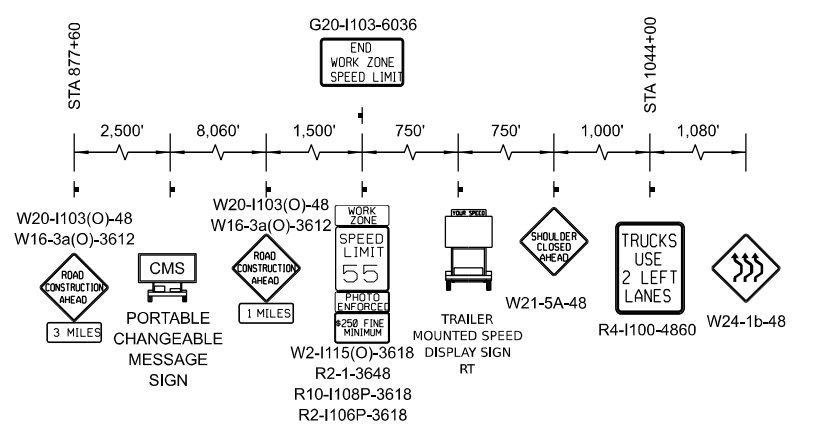 G20-I103-6036
END
WORK ZONE
SPEED LIMIT
STA 877+60
STA 1044+00
2,500'
8,060'
1,500'
750'
750'
1,000'
1,080'
W20-I103(O)-48
W16-3a(O)-3612
ROAD
CONSTRUCTION
AHEAD
3 MILES
CMS
PORTABLE
CHANGEABLE
MESSAGE
SIGN
W20-I103(O)-48
W16-3a(O)-3612
ROAD
CONSTRUCTION
AHEAD
1 MILES
WORK
ZONE
SPEED
LIMIT
55
PHOTO
ENFORCED
$250 FINE
MINIMUM
W2-I115(O)-3618
R2-1-3648
R10-I108P-3618
R2-I106P-3618
YOUR SPEED
TRAILER
MOUNTED SPEED
DISPLAY SIGN
RT
SHOULDER
CLOSED
AHEAD
W21-5A-48
TRUCKS
USE
2 LEFT
LANES
R4-I100-4860
W24-1b-48